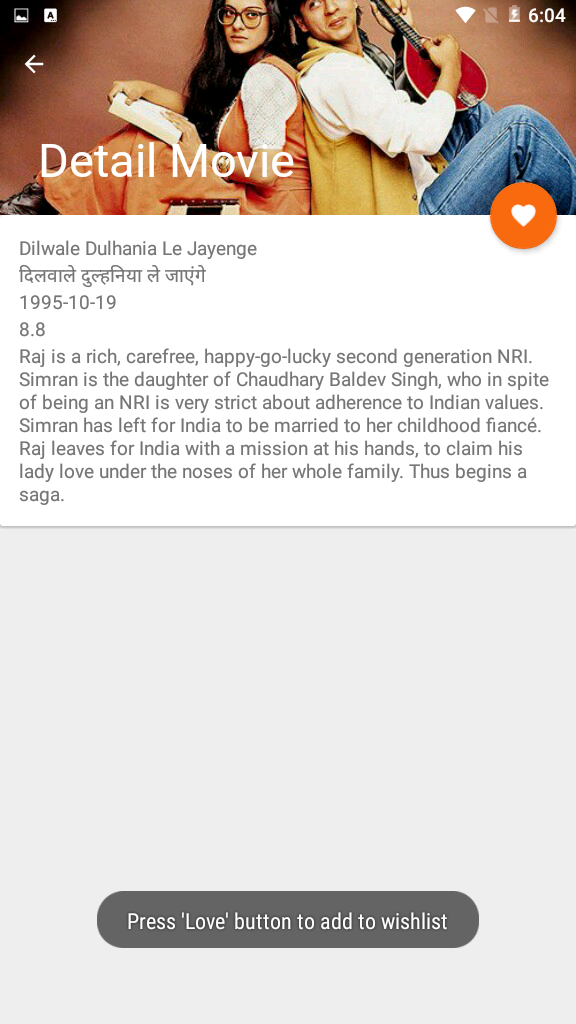 6:04
Detail Movie
Dilwale Dulhania Le Jayenge
दिलवाले दुल्हनिया ले जाएंगे
1995-10-19
8.8
Raj is a rich, carefree, happy-go-lucky second generation NRI.
Simran is the daughter of Chaudhary Baldev Singh, who in spite
of being an NRI is very strict about adherence to Indian values.
Simran has left for India to be married to her childhood fiancé.
Raj leaves for India with a mission at his hands, to claim his
lady love under the noses of her whole family. Thus begins a
saga.
Press 'Love' button to add to wishlist